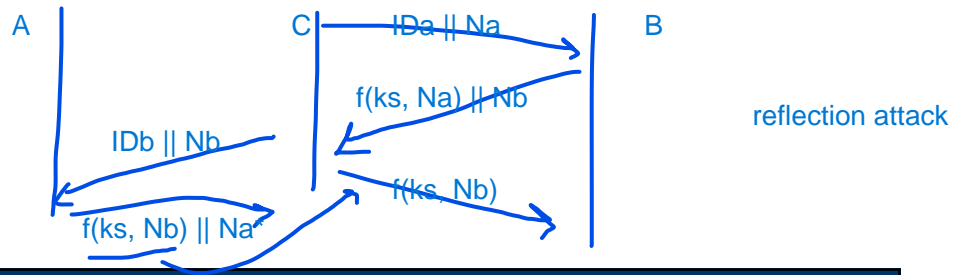 A
C
IDa || Na
B
f(ks, Na) || Nb
reflection attack
IDb || Nb
f(ks, Nb)
f(ks, Nb) || Na*